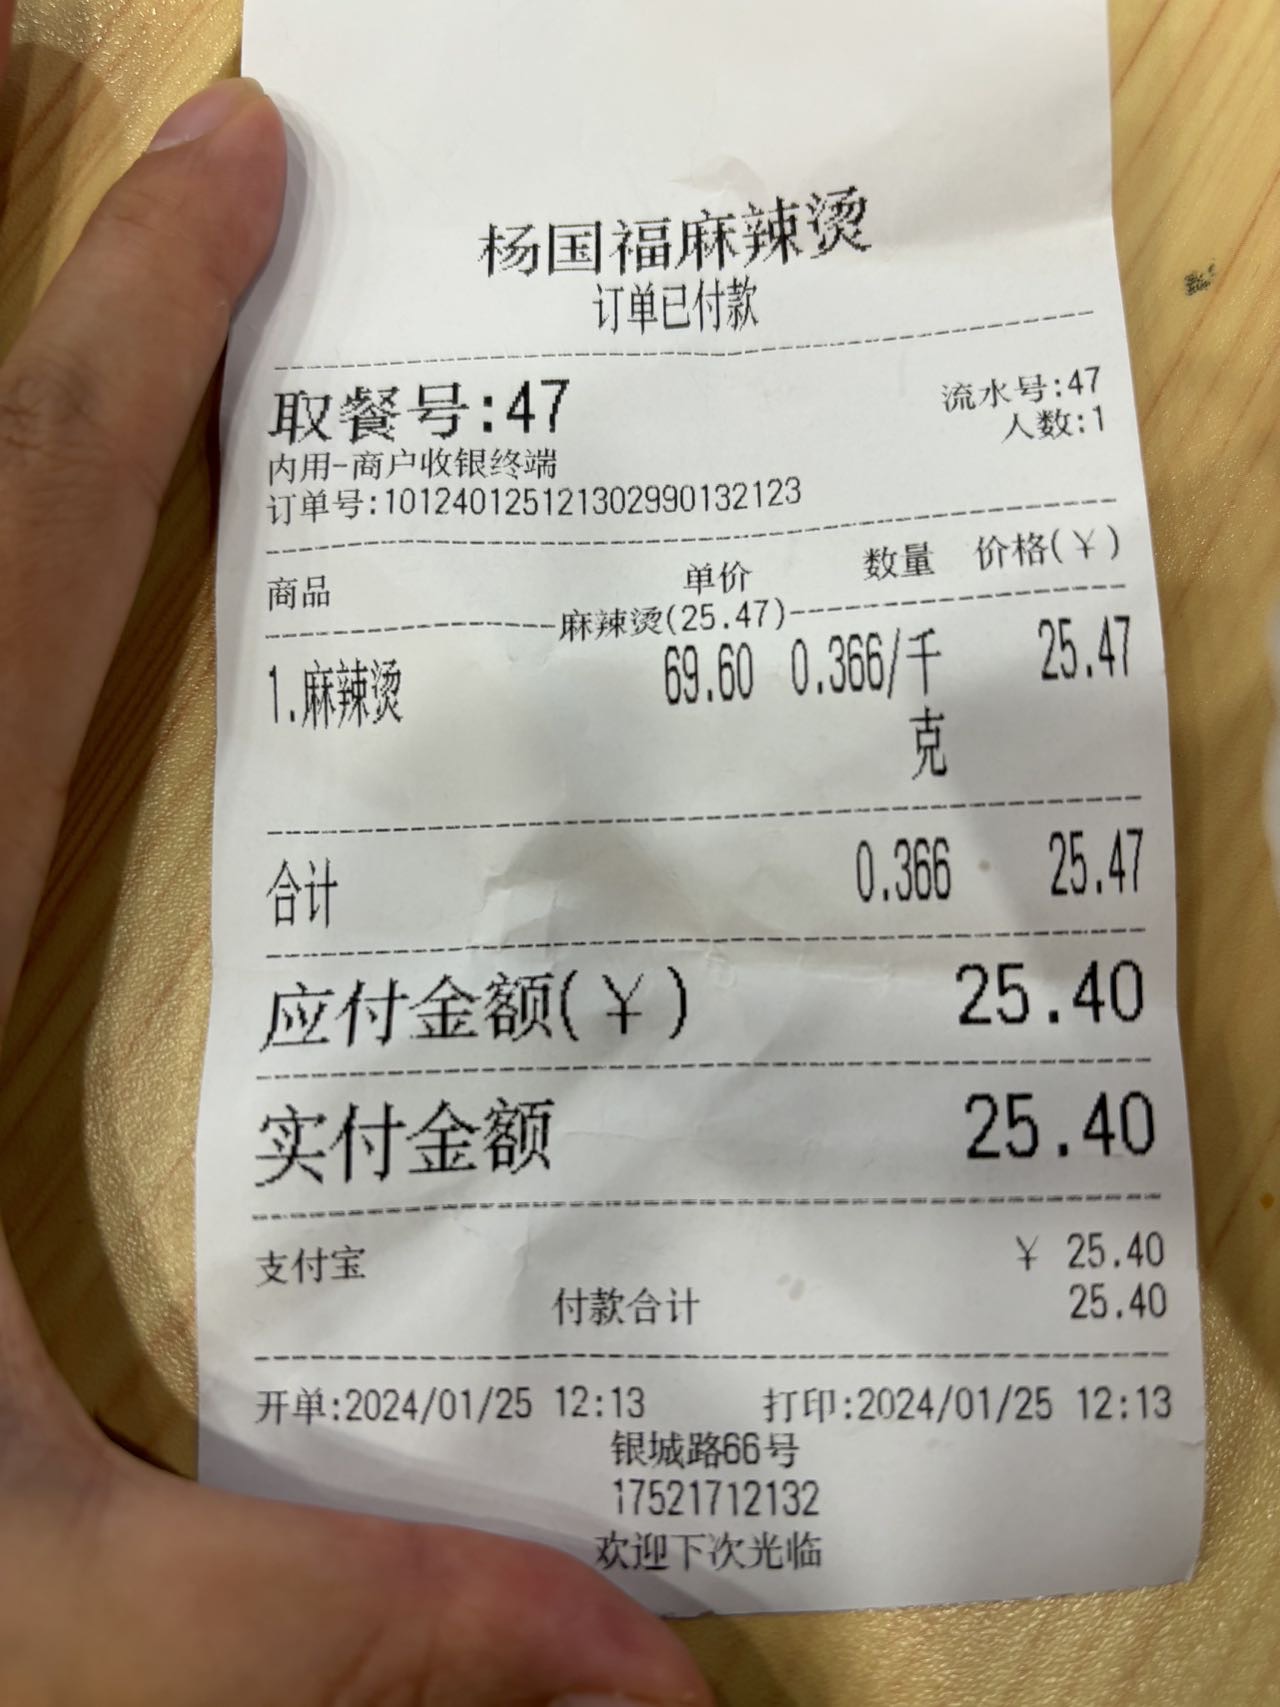 杨国福麻辣烫
订单已付款
取餐号:47
流水号:47
人数:1
内用-商户收银终端
订单号:101240125121302990132123
商品 单价 数量 价格(￥)
麻辣烫(25.47)
1.麻辣烫 69.60 0.366/千克 25.47
合计 0.366 25.47
应付金额(￥) 25.40
实付金额 25.40
支付宝 ￥ 25.40
付款合计 25.40
开单:2024/01/25 12:13 打印:2024/01/25 12:13
银城路66号
17521712132
欢迎下次光临